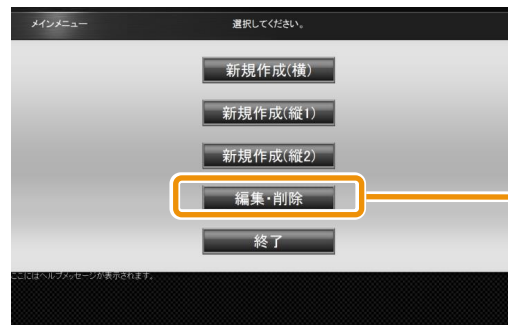 メインメニュー
選択してください。
新規作成(横)
新規作成(縦1)
新規作成(縦2)
編集・削除
終了
ここにはヘルプメッセージが表示されます。